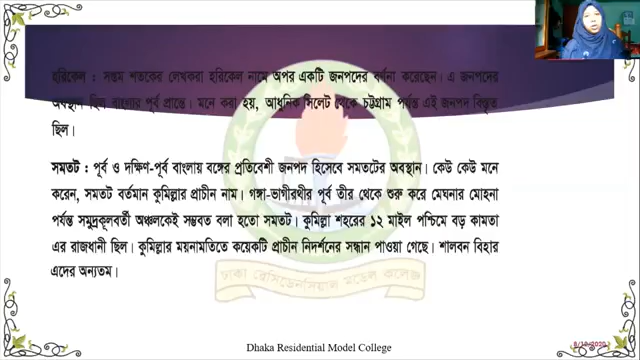 হরিকেল : সপ্তম শতকের লেখকরা হরিকেল নামে অপর একটি জনপদের বর্ণনা করেছেন। এ জনপদের
অবস্থান ছিল বাংলার পূর্ব প্রান্তে। মনে করা হয়, আধুনিক সিলেট থেকে চট্টগ্রাম পর্যন্ত এই জনপদ বিস্তৃত
ছিল।
সমতট : পূর্ব ও দক্ষিণ-পূর্ব বাংলায় বঙ্গের প্রতিবেশী জনপদ হিসেবে সমতটের অবস্থান। কেউ কেউ মনে
করেন, সমতট বর্তমান কুমিল্লার প্রাচীন নাম। গঙ্গা-ভাগীরথীর পূর্ব তীর থেকে শুরু করে মেঘনার মোহনা
পর্যন্ত সমুদ্রকূলবর্তী অঞ্চলকেই সম্ভবত বলা হতো সমতট। কুমিল্লা শহরের ১২ মাইল পশ্চিমে বড় কামতা
এর রাজধানী ছিল। কুমিল্লার ময়নামতিতে কয়েকটি প্রাচীন নিদর্শনের সন্ধান পাওয়া গেছে। শালবন বিহার
এদের অন্যতম।
ঢাকা রেসিডেনসিয়াল মডেল কলেজ
Dhaka Residential Model College
8/19/2020